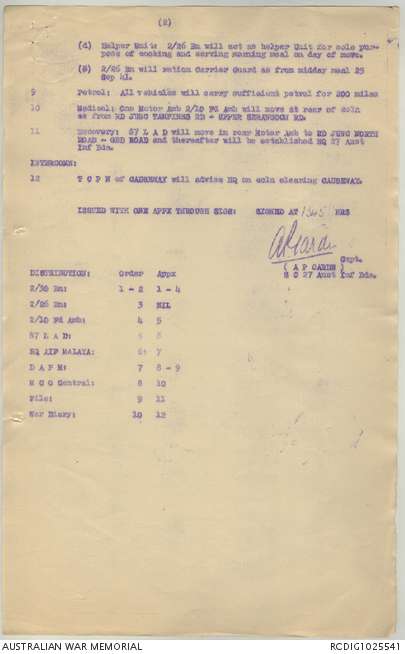 (2)
(d) Helper Unit: 2/26 Bn will act as helper Unit for sole pur-
pose of cooking and serving morning meal on day of move.
2/26 Bn will ration Carrier Guard as from midday meal 25
Sep 41.
9 Petrol: All vehicles will carry sufficient petrol for 200 miles
10 Medical: One Motor Amb 2/10 Fd Amb will move at rear of coln
as from RD JUNC TAMPINES RD - UPPER SERANGOON RD.
11 Recovery: 67 L A D will move in rear Motor Amb to RD JUNC NORTH
ROAD - ROAD and thereafter will be established HQ 27 Aust
Inf Bde.
INTERCOMN:
12 T C P N of CAUSEWAY will advise HQ on coln clearing CAUSEWAY.
ISSUED WITH ONE APPX THROUGH SIGS: SIGNED AT 1345 HRS
Capt.
( A P )
S C 27 Aust Inf Bde.
DISTRIBUTION: Order Appx
2/30 Bn: 1 - 2 1 - 4
2/26 Bn: 3 NIL
2/10 Fd Amb: 4 5
67 L A D: 5 6
HQ AIF MALAYA: 6 7
D A P M: 7 8 - 9
M C O Central: 8 10
File: 9 11
War Diary: 10 12
AUSTRALIAN WAR MEMORIAL
RCDIG1025541